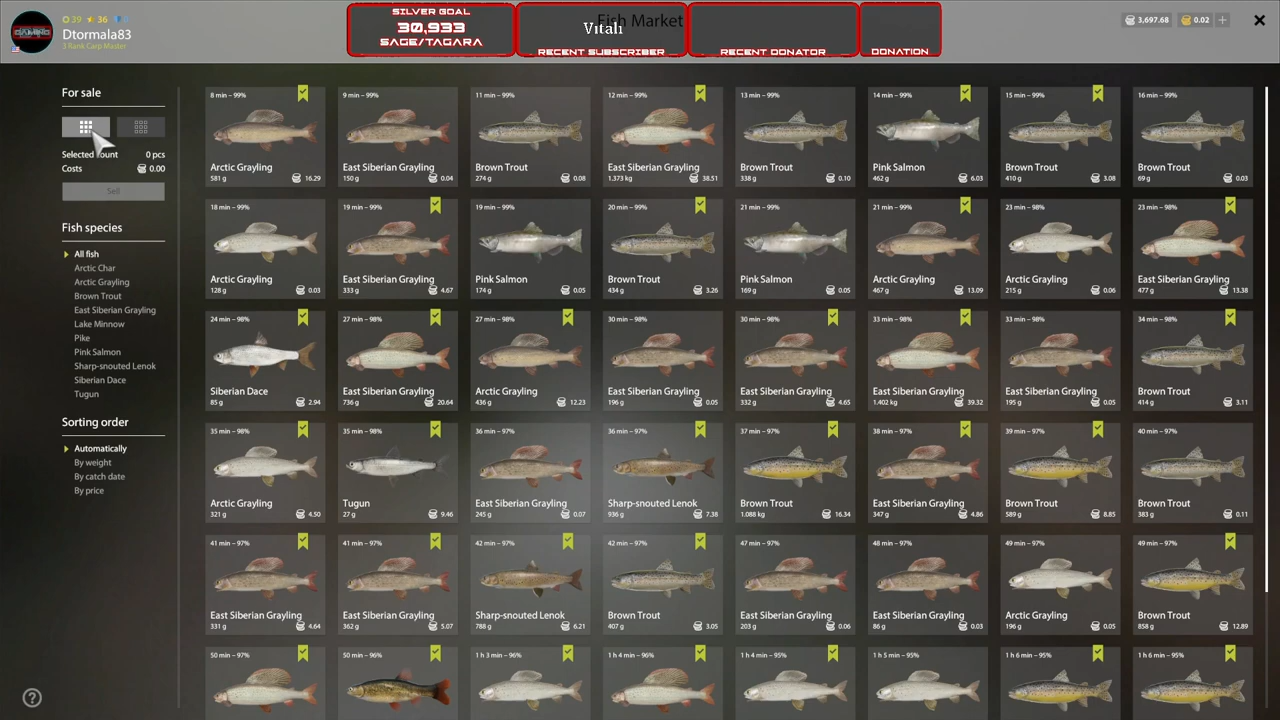 39 36
Dtormala83
3 Rank Carp Master
SILVER GOAL
30,933
SAGE/TAGARA
Vitali
RECENT SUBSCRIBER
Fish Market
RECENT DONATOR
DONATION
3,697.68
0.02
For sale
Selected count 0 pcs
Costs 0.00
Sell
Fish species
All fish
Arctic Char
Arctic Grayling
Brown Trout
East Siberian Grayling
Lake Minnow
Pike
Pink Salmon
Sharp-snouted Lenok
Siberian Dace
Tugun
Sorting order
Automatically
By weight
By catch date
By price
8 min – 99% 9 min – 99% 11 min – 99% 12 min – 99% 13 min – 99% 14 min – 99% 15 min – 99% 16 min – 99%
Arctic Grayling East Siberian Grayling Brown Trout East Siberian Grayling Brown Trout Pink Salmon Brown Trout Brown Trout
581 g 16.29 150 g 0.04 274 g 0.08 1.373 kg 38.51 338 g 0.10 462 g 6.03 410 g 3.08 69 g 0.03
18 min – 99% 19 min – 99% 19 min – 99% 20 min – 99% 21 min – 99% 21 min – 99% 23 min – 98% 23 min – 98%
Arctic Grayling East Siberian Grayling Pink Salmon Brown Trout Pink Salmon Arctic Grayling Arctic Grayling East Siberian Grayling
128 g 0.03 333 g 4.67 174 g 0.05 434 g 3.26 169 g 0.05 467 g 13.09 215 g 0.06 477 g 13.38
24 min – 98% 27 min – 98% 27 min – 98% 30 min – 98% 30 min – 98% 33 min – 98% 33 min – 98% 34 min – 98%
Siberian Dace East Siberian Grayling Arctic Grayling East Siberian Grayling East Siberian Grayling East Siberian Grayling East Siberian Grayling Brown Trout
85 g 2.94 736 g 20.64 436 g 12.23 196 g 0.05 332 g 4.65 1.402 kg 39.32 195 g 0.05 414 g 3.11
35 min – 98% 35 min – 98% 36 min – 97% 36 min – 97% 37 min – 97% 38 min – 97% 39 min – 97% 40 min – 97%
Arctic Grayling Tugun East Siberian Grayling Sharp-snouted Lenok Brown Trout East Siberian Grayling Brown Trout Brown Trout
321 g 4.50 27 g 9.46 245 g 0.07 936 g 7.38 1.088 kg 16.34 347 g 4.86 589 g 8.85 383 g 0.11
41 min – 97% 41 min – 97% 42 min – 97% 42 min – 97% 47 min – 97% 48 min – 97% 49 min – 97% 49 min – 97%
East Siberian Grayling East Siberian Grayling Sharp-snouted Lenok Brown Trout East Siberian Grayling East Siberian Grayling Arctic Grayling Brown Trout
331 g 4.64 362 g 5.07 788 g 6.21 407 g 3.05 203 g 0.06 86 g 0.03 196 g 0.05 858 g 12.89
50 min – 97% 50 min – 96% 1 h 3 min – 96% 1 h 4 min – 96% 1 h 4 min – 95% 1 h 5 min – 95% 1 h 6 min – 95% 1 h 6 min – 95%